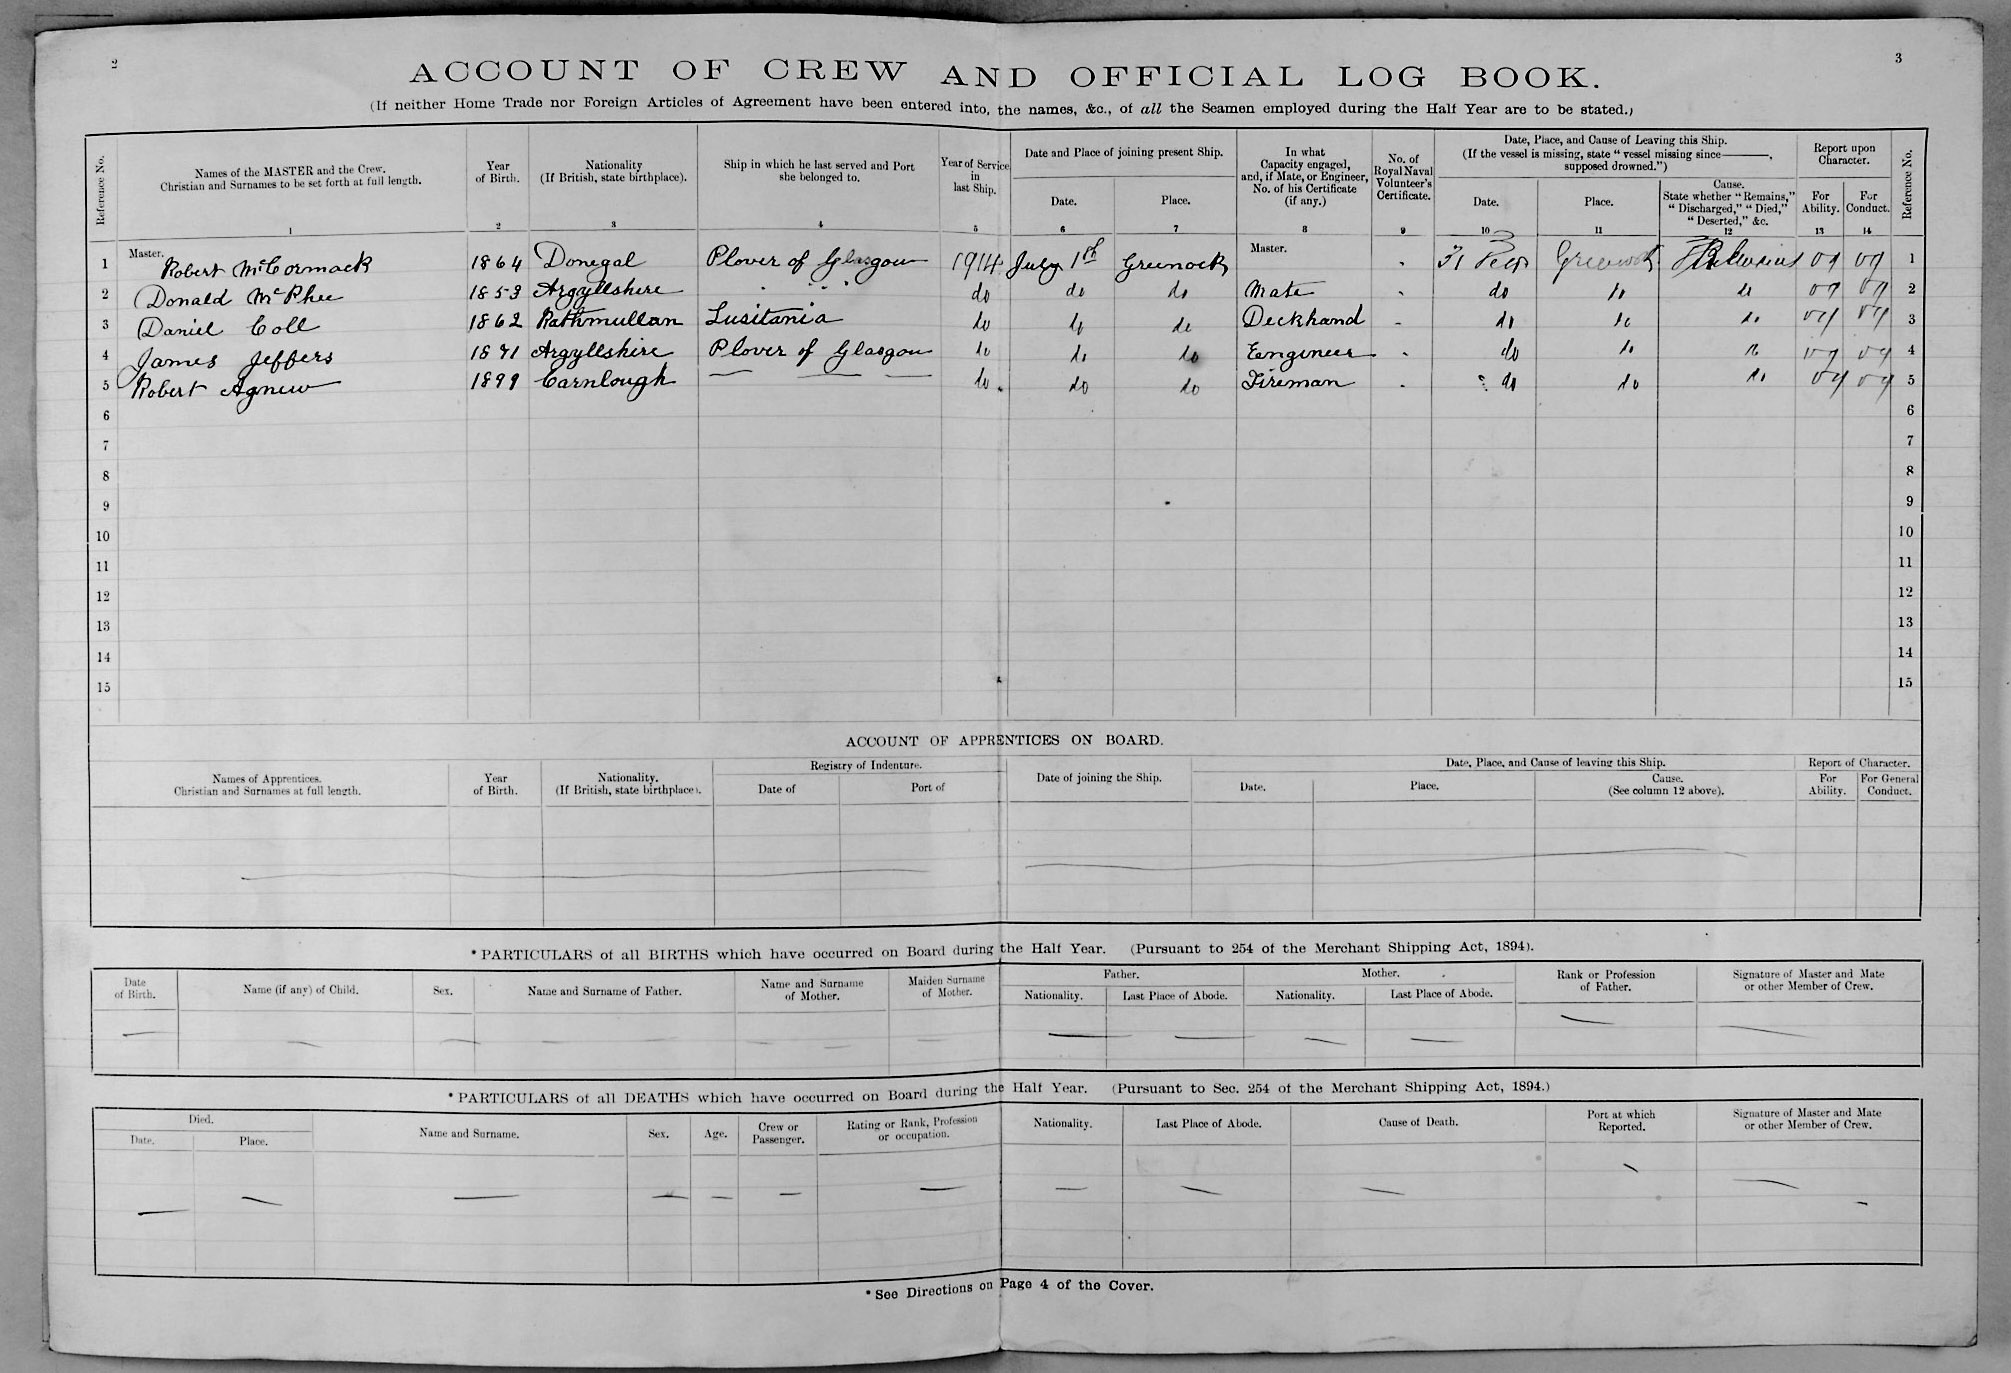 2
3
ACCOUNT OF CREW AND OFFICIAL LOG BOOK.
(If neither Home Trade nor Foreign Articles of Agreement have been entered into, the names, &c., of all the Seamen employed during the Half Year are to be stated.)
Reference No.
Names of the MASTER and the Crew.
Christian and Surnames to be set forth at full length.
1
Year
of Birth.
2
Nationality
(If British, state birthplace).
3
Ship in which he last served and Port
she belonged to.
4
Year of Service
in
last Ship.
5
Date and Place of joining present Ship.
Date.
6
Place.
7
In what
Capacity engaged,
and, if Mate, or Engineer,
No. of his Certificate
(if any.)
8
No. of
Royal Naval
Volunteer's
Certificate.
9
Date, Place, and Cause of Leaving this Ship.
(If the vessel is missing, state "vessel missing since———,
supposed drowned.")
Date.
10
Place.
11
Cause.
State whether "Remains,"
"Discharged," "Died,"
"Deserted," &c.
12
Report upon
Character.
For
Ability.
13
For
Conduct.
14
Reference No.
1 Master. Robert McCormack 1864 Donegal Plover of Glasgow 1914 July 1st Greenock Master. - 31 Greenock Remains vg vg 1
2 Donald McPhee 1853 Argyllshire " " " do do do Mate - do do do vg vg 2
3 Daniel Coll 1862 Rathmullan Lusitania do do do Deckhand - do do do vg vg 3
4 James Jeffers 1871 Argyllshire Plover of Glasgow do do do Engineer - do do do vg vg 4
5 Robert Agnew 1899 Carnlough — — — do do do Fireman - do do do vg vg 5
6 6
7 7
8 8
9 9
10 10
11 11
12 12
13 13
14 14
15 15
ACCOUNT OF APPRENTICES ON BOARD.
Names of Apprentices.
Christian and Surnames at full length.
Year
of Birth.
Nationality.
(If British, state birthplace).
Registry of Indenture.
Date of
Port of
Date of joining the Ship.
Date, Place, and Cause of leaving this Ship.
Date.
Place.
Cause.
(See column 12 above).
Report of Character.
For
Ability.
For General
Conduct.
*PARTICULARS of all BIRTHS which have occurred on Board during the Half Year. (Pursuant to 254 of the Merchant Shipping Act, 1894).
Date
of Birth.
Name (if any) of Child.
Sex.
Name and Surname of Father.
Name and Surname
of Mother.
Maiden Surname
of Mother.
Father.
Nationality.
Last Place of Abode.
Mother.
Nationality.
Last Place of Abode.
Rank or Profession
of Father.
Signature of Master and Mate
or other Member of Crew.
*PARTICULARS of all DEATHS which have occurred on Board during the Half Year. (Pursuant to Sec. 254 of the Merchant Shipping Act, 1894.)
Died.
Date.
Place.
Name and Surname.
Sex.
Age.
Crew or
Passenger.
Rating or Rank, Profession
or occupation.
Nationality.
Last Place of Abode.
Cause of Death.
Port at which
Reported.
Signature of Master and Mate
or other Member of Crew.
*See Directions on Page 4 of the Cover.